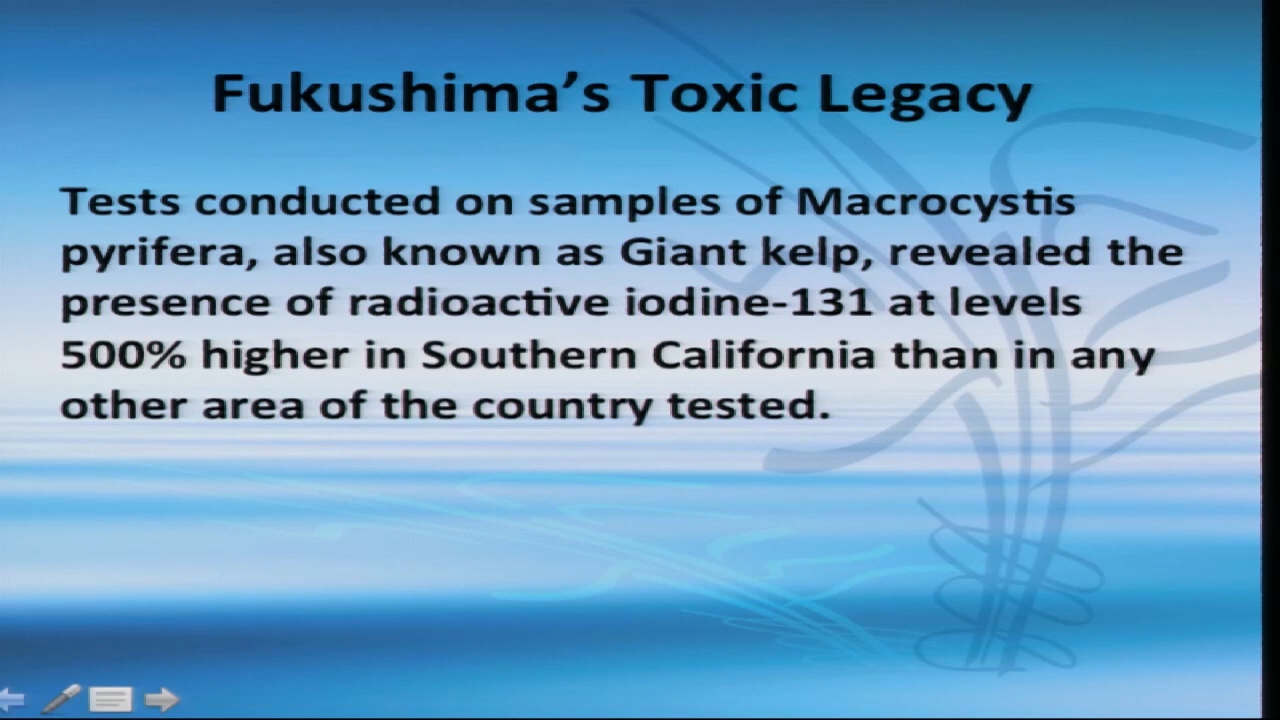 Fukushima’s Toxic Legacy
Tests conducted on samples of Macrocystis
pyrifera, also known as Giant kelp, revealed the
presence of radioactive iodine-131 at levels
500% higher in Southern California than in any
other area of the country tested.